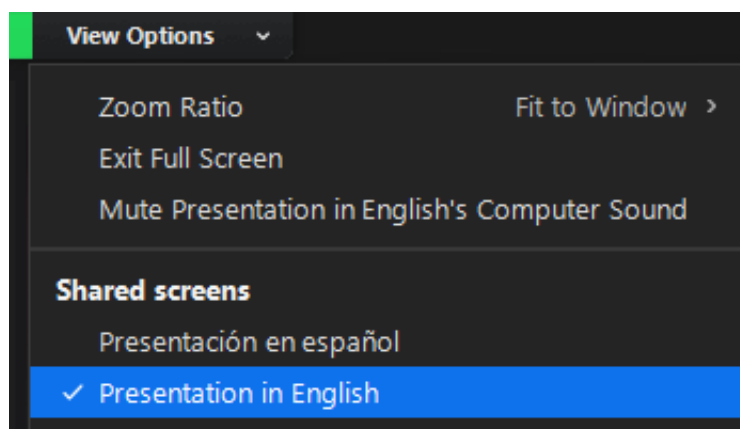 View Options
Zoom Ratio Fit to Window
Exit Full Screen
Mute Presentation in English's Computer Sound
Shared screens
Presentación en español
Presentation in English